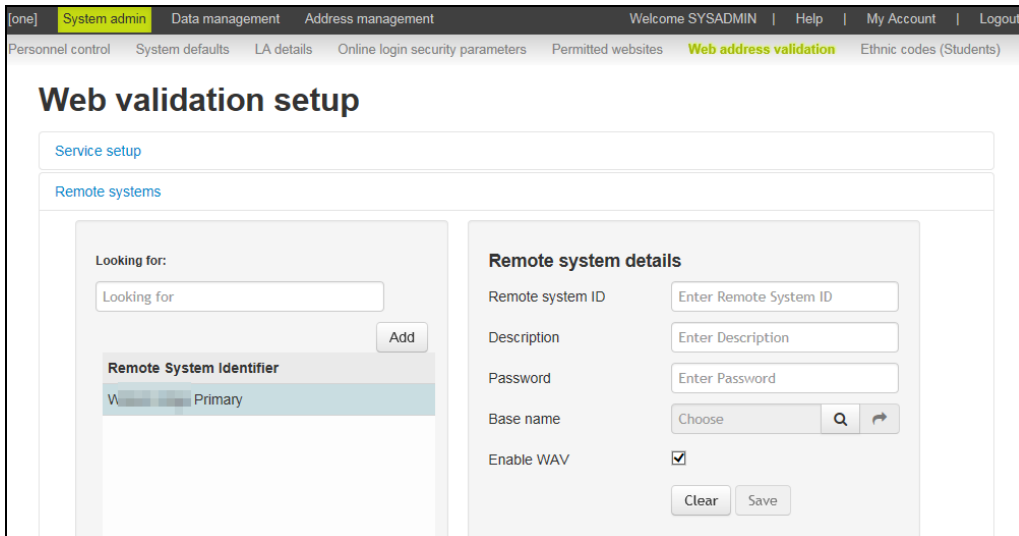 [one] System admin Data management Address management Welcome SYSADMIN | Help | My Account | Logout
Personnel control System defaults LA details Online login security parameters Permitted websites Web address validation Ethnic codes (Students)
Web validation setup
Service setup
Remote systems
Looking for:
Looking for
Add
Remote System Identifier
Primary
Remote system details
Remote system ID Enter Remote System ID
Description Enter Description
Password Enter Password
Base name Choose
Enable WAV
Clear Save